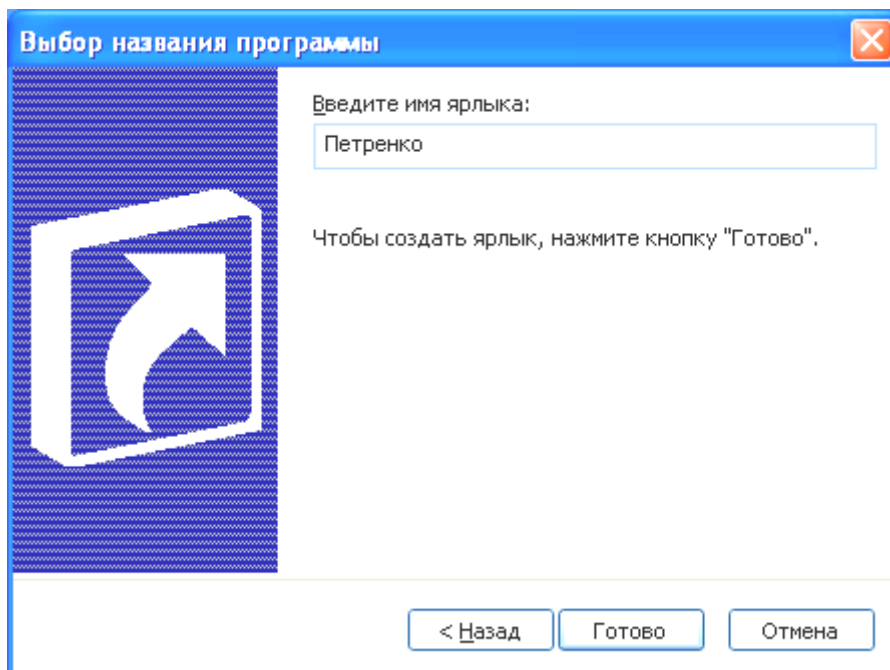 Выбор названия программы
Введите имя ярлыка:
Петренко
Чтобы создать ярлык, нажмите кнопку "Готово".
< Назад Готово Отмена